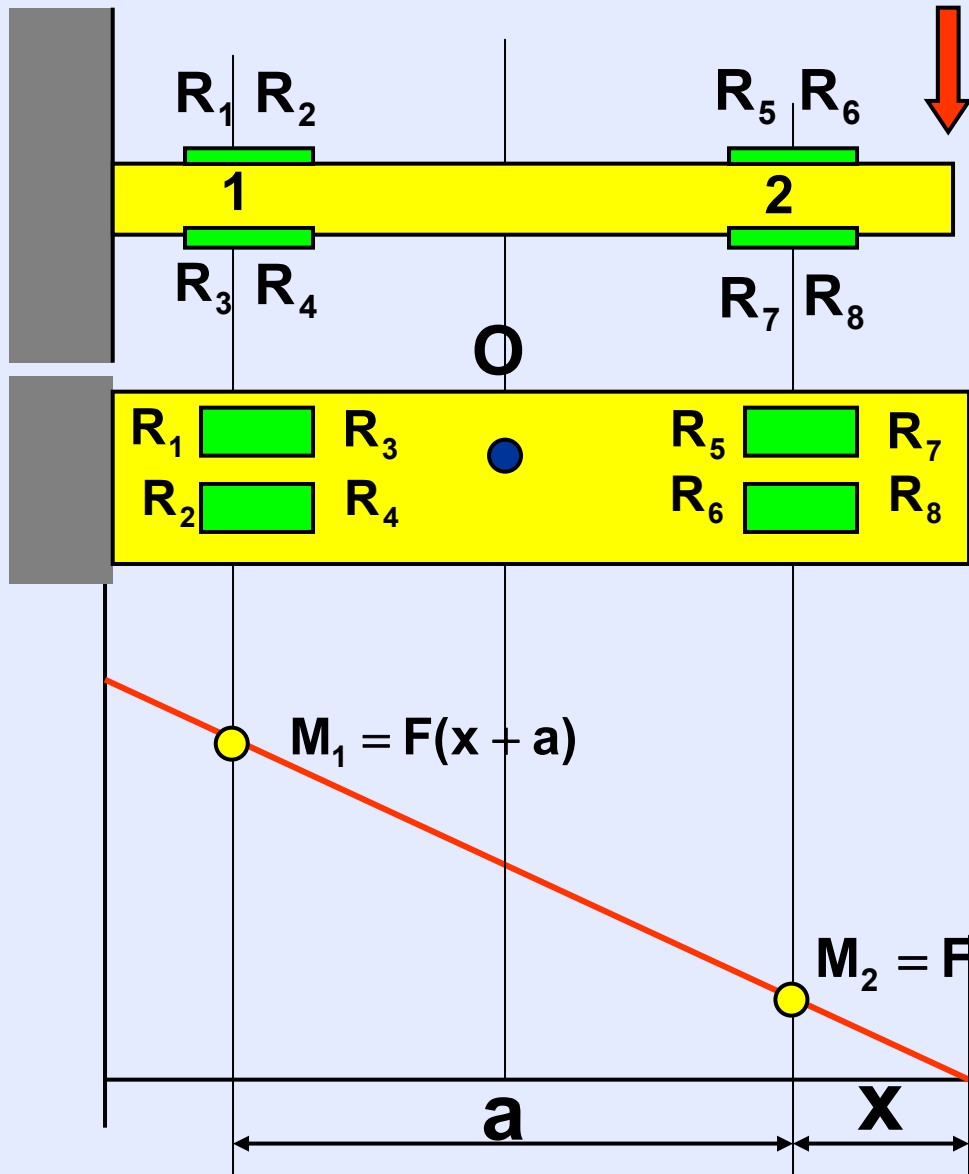 R₁ R₂ R₅ R₆
1 2
R₃ R₄ R₇ R₈
O
R₁ R₃ R₅ R₇
R₂ R₄ R₆ R₈
M₁ = F(x + a)
M₂ = F
a x